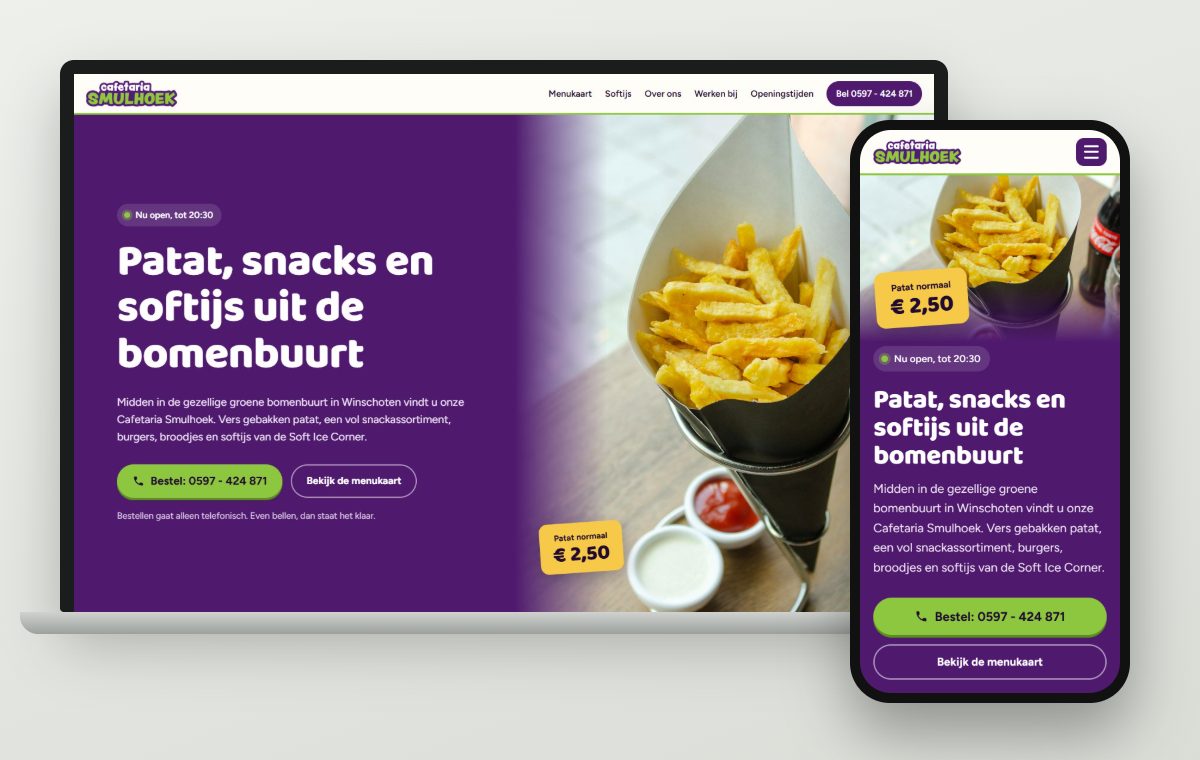 cafetaria
SMULHOEK
Menukaart Softijs Over ons Werken bij Openingstijden Bel 0597 - 424 871
Nu open, tot 20:30
Patat, snacks en
softijs uit de
bomenbuurt
Midden in de gezellige groene bomenbuurt in Winschoten vindt u onze
Cafetaria Smulhoek. Vers gebakken patat, een vol snackassortiment,
burgers, broodjes en softijs van de Soft Ice Corner.
Bestel: 0597 - 424 871
Bekijk de menukaart
Bestellen gaat alleen telefonisch. Even bellen, dan staat het klaar.
Patat normaal
€ 2,50
cafetaria
SMULHOEK
Patat normaal
€ 2,50
Nu open, tot 20:30
Patat, snacks en
softijs uit de
bomenbuurt
Midden in de gezellige groene
bomenbuurt in Winschoten vindt u onze
Cafetaria Smulhoek. Vers gebakken patat,
een vol snackassortiment, burgers,
broodjes en softijs van de Soft Ice Corner.
Bestel: 0597 - 424 871
Bekijk de menukaart